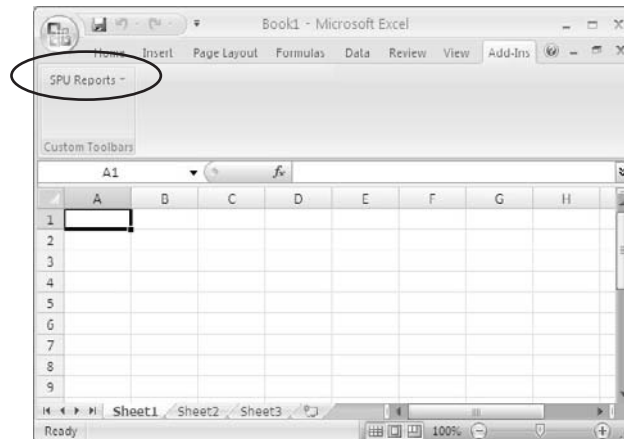 Book1 - Microsoft Excel
Home Insert Page Layout Formulas Data Review View Add-Ins
SPU Reports
Custom Toolbars
A1 fx
A B C D E F G H
1
2
3
4
5
6
7
8
9
Sheet1 Sheet2 Sheet3
Ready 100%